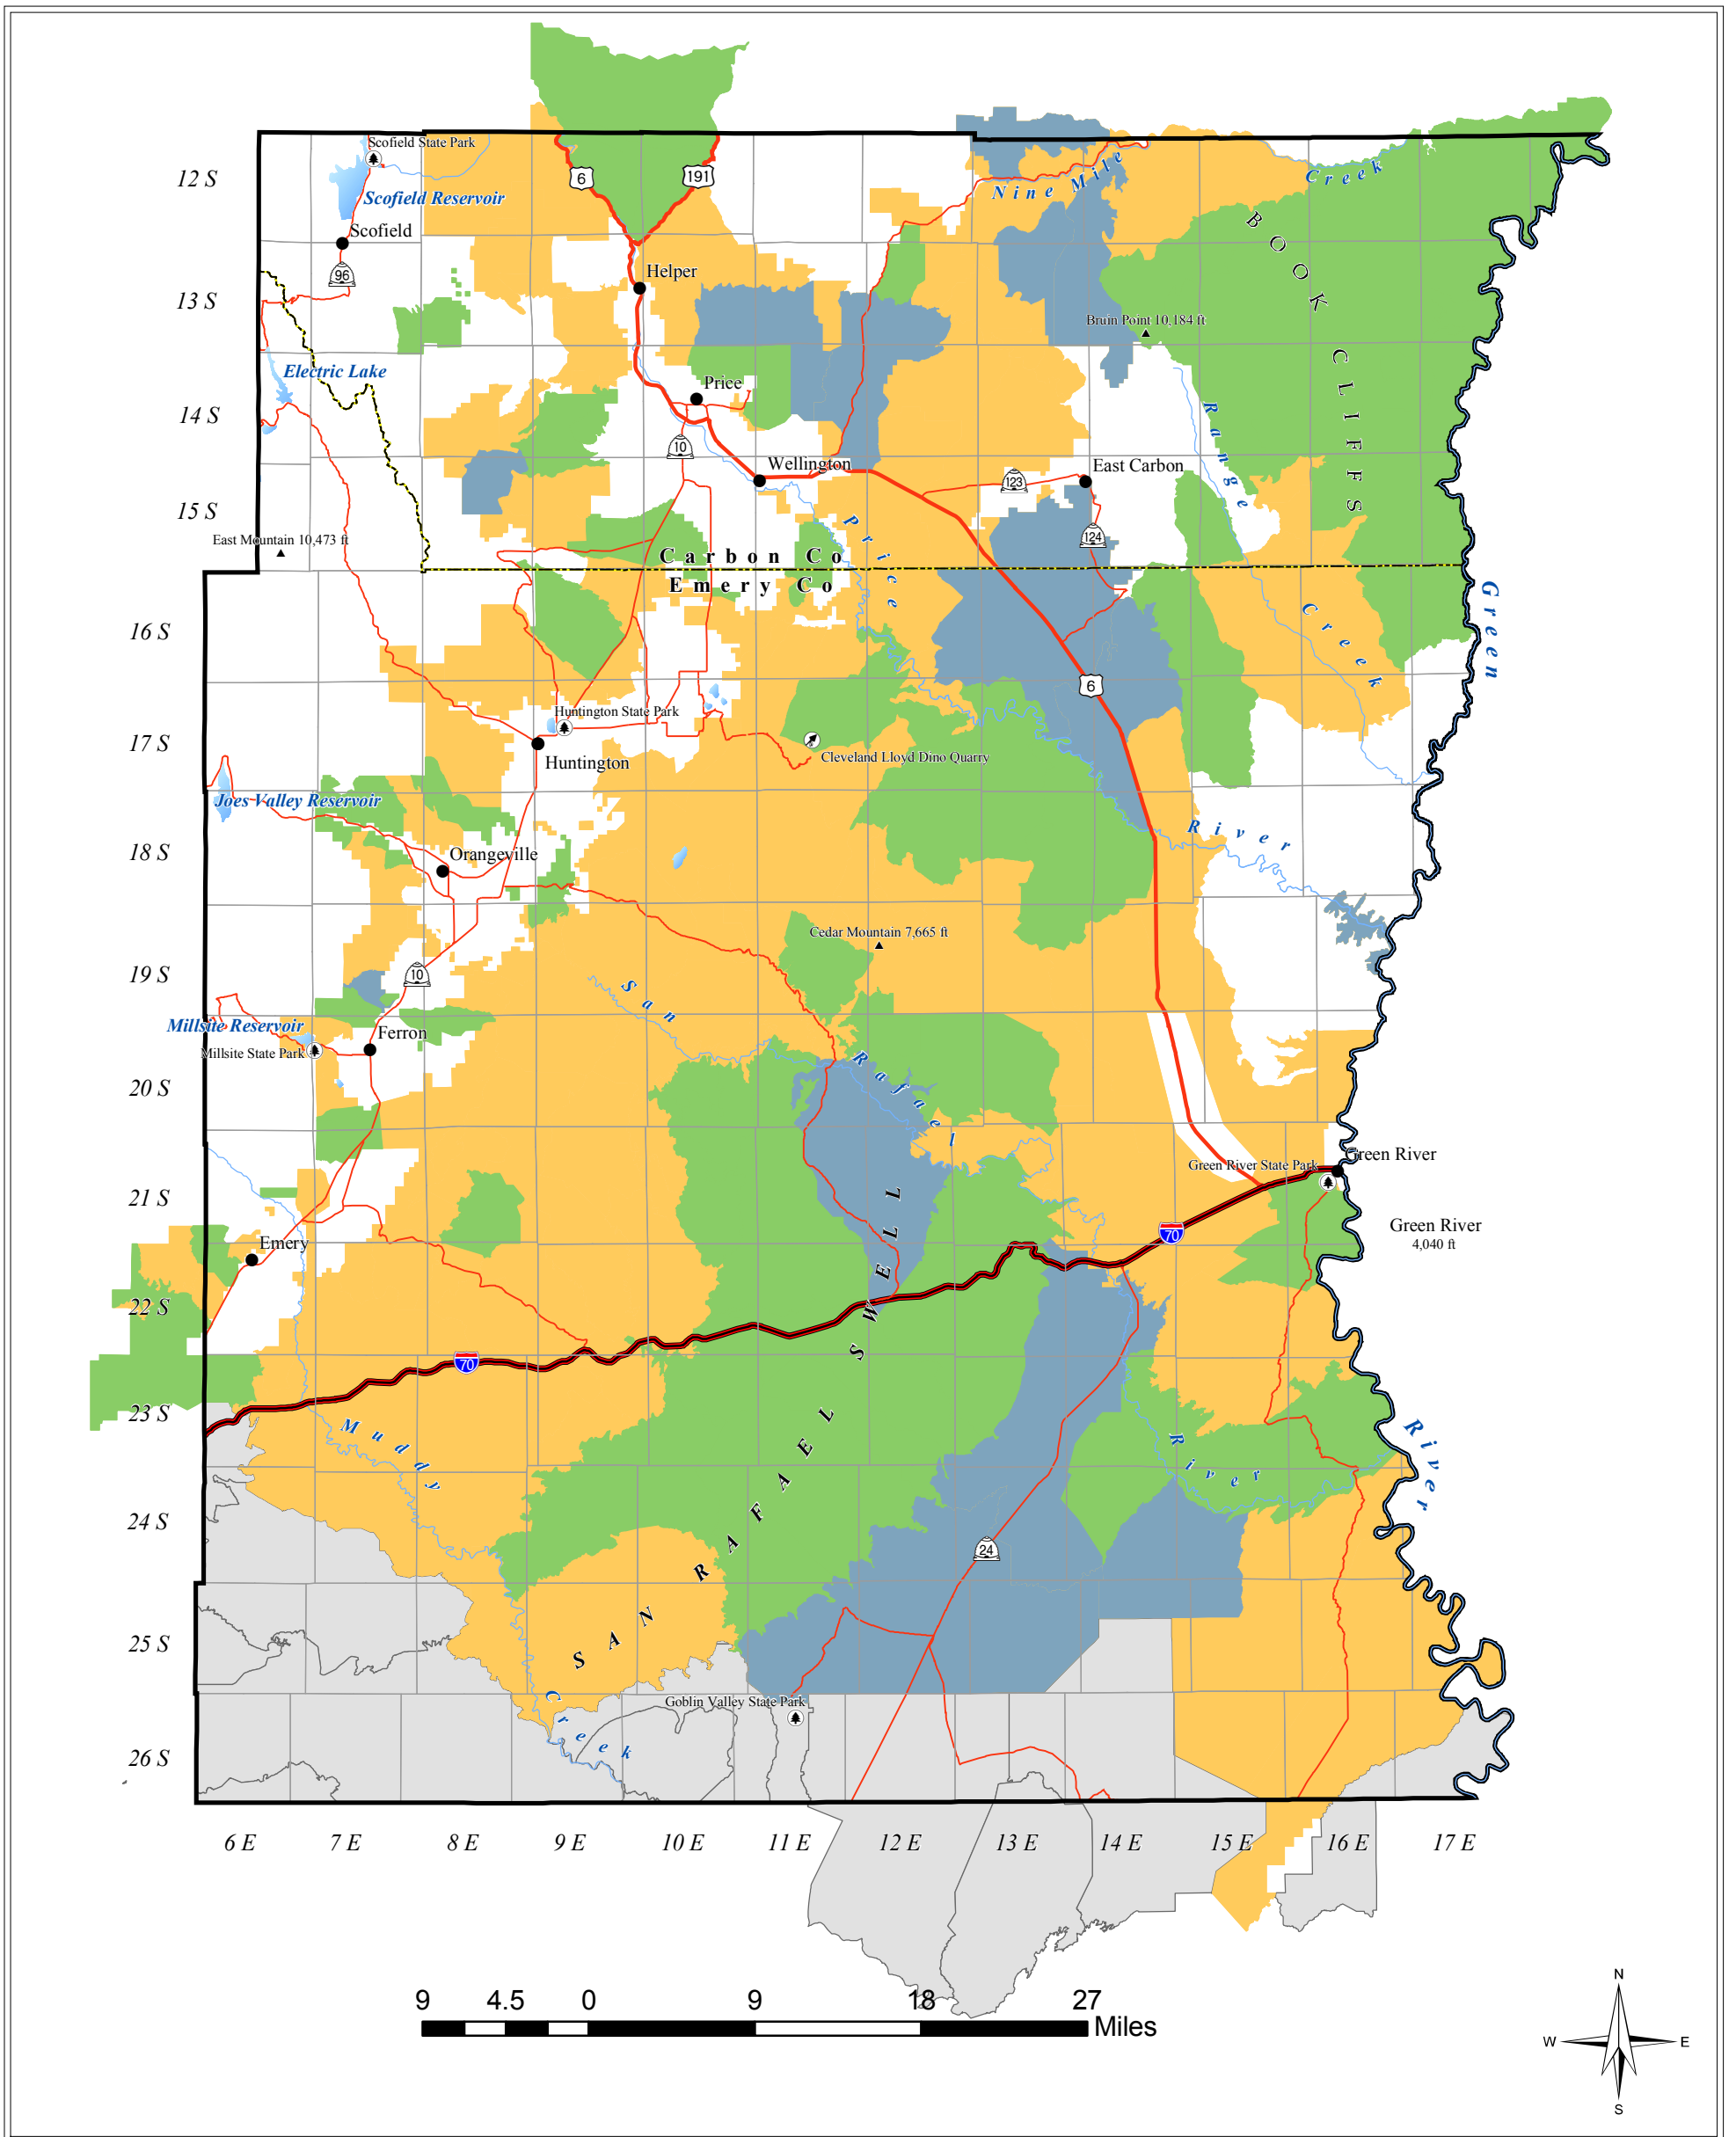 Scofield State Park
12 S
6
191
Nine Mile
Creek
Scofield Reservoir
BOOK CLIFFS
Scofield
96
Helper
13 S
Bruin Point 10,184 ft
Electric Lake
Price
14 S
Range
10
Wellington
East Carbon
123
15 S
Price
124
East Mountain 10,473 ft
Carbon Co
Emery Co
Green
16 S
Creek
6
Huntington State Park
17 S
Cleveland Lloyd Dino Quarry
Huntington
Joes Valley Reservoir
River
18 S
Orangeville
Cedar Mountain 7,665 ft
19 S
10
San
Millsite Reservoir
Ferron
Millsite State Park
Rafael
20 S
Green River
Green River State Park
21 S
Green River
4,040 ft
70
Emery
22 S
SAN RAFAEL SWELL
70
23 S
Muddy
River
River
24 S
24
25 S
Goblin Valley State Park
Creek
26 S
6 E
7 E
8 E
9 E
10 E
11 E
12 E
13 E
14 E
15 E
16 E
17 E
N
9 4.5 0 9 18 27
Miles
W
E
S